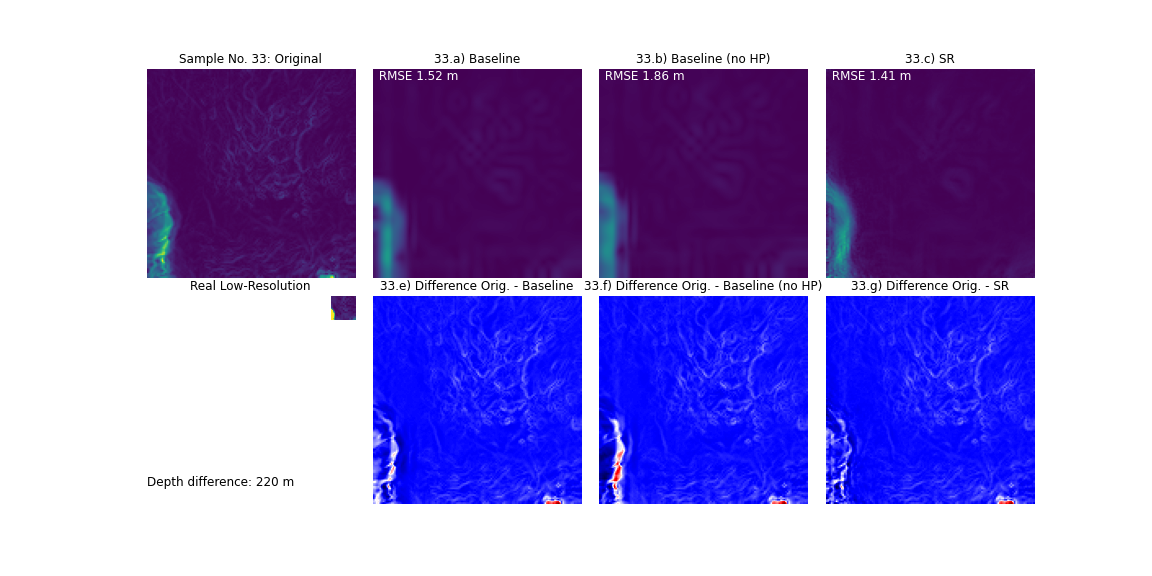 Sample No. 33: Original
33.a) Baseline
33.b) Baseline (no HP)
33.c) SR
RMSE 1.52 m
RMSE 1.86 m
RMSE 1.41 m
Real Low-Resolution
33.e) Difference Orig. - Baseline
33.f) Difference Orig. - Baseline (no HP)
33.g) Difference Orig. - SR
Depth difference: 220 m